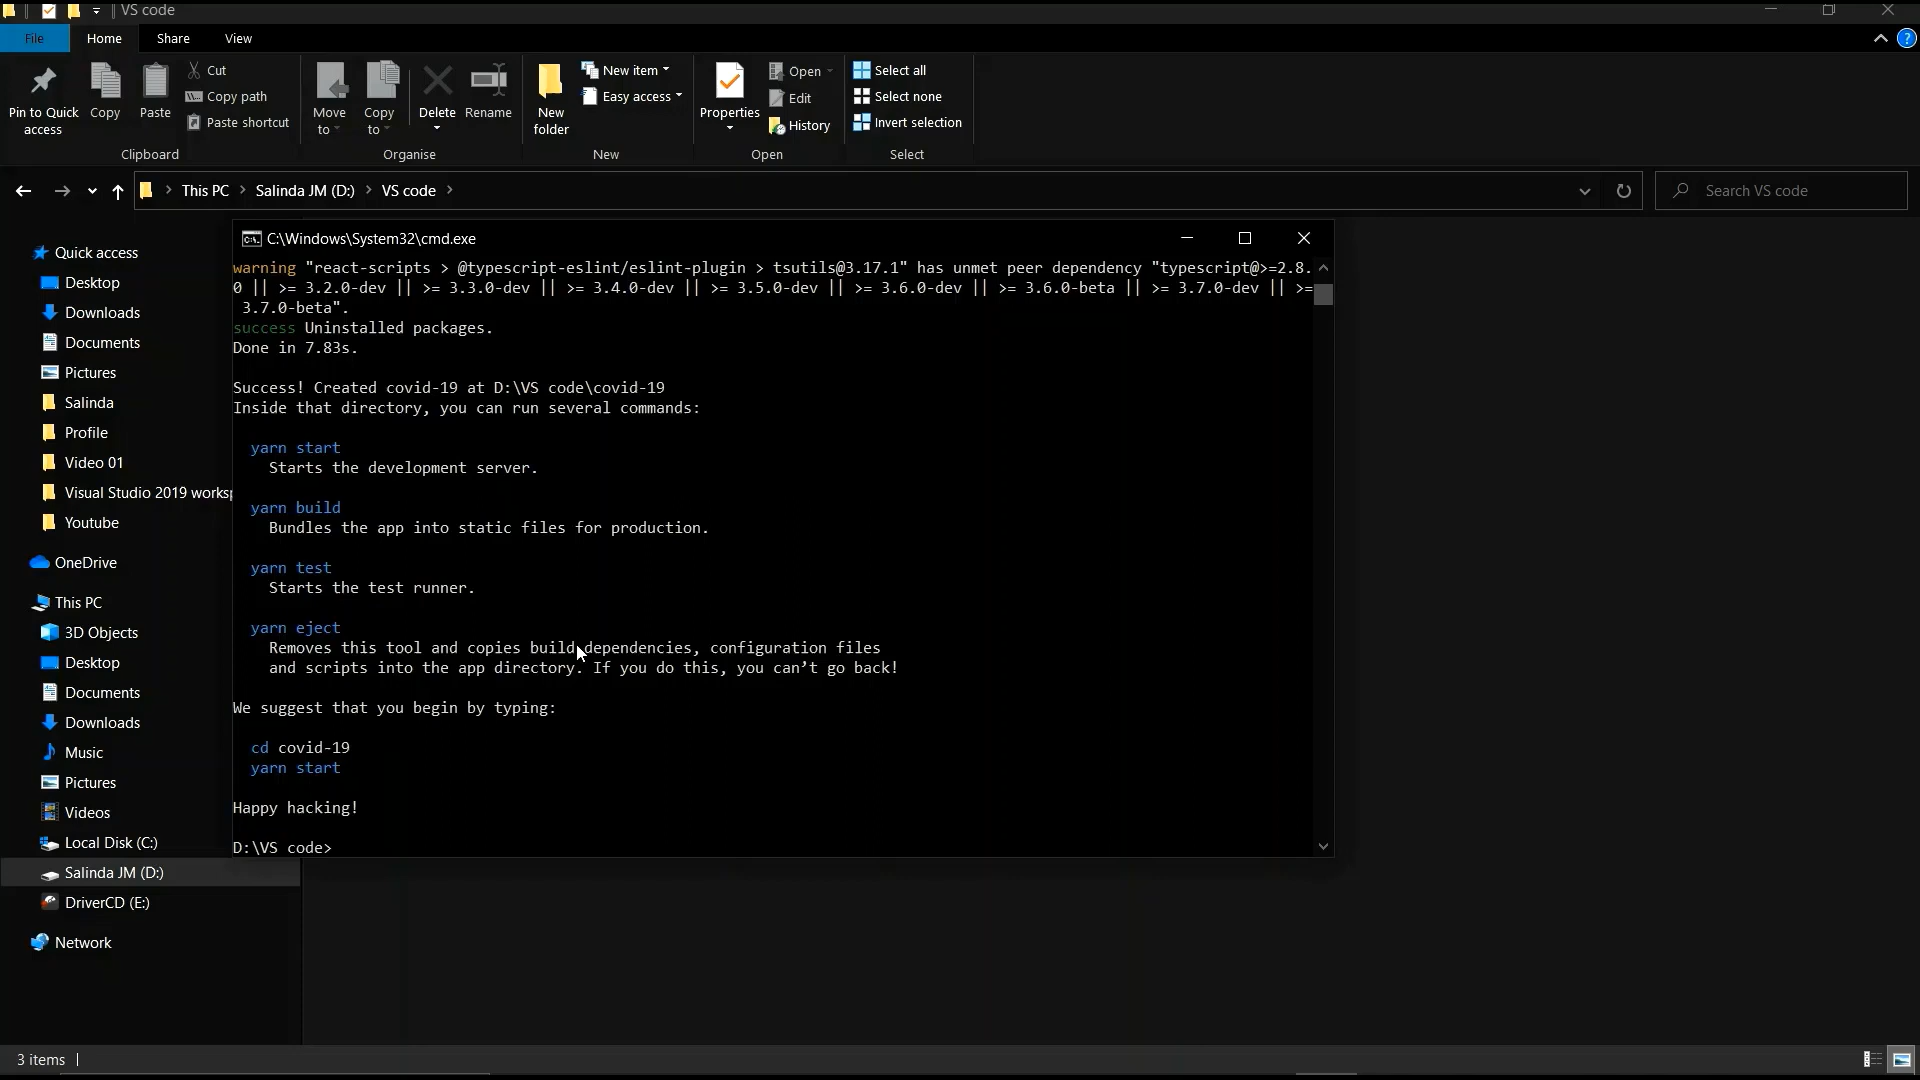 VS code
File
Home
Share
View
Pin to Quick
access
Copy
Paste
Cut
Copy path
Paste shortcut
Clipboard
Move
to
Copy
to
Delete
Rename
Organise
New
folder
New item
Easy access
New
Properties
Open
Edit
History
Open
Select all
Select none
Invert selection
Select
This PC > Salinda JM (D:) > VS code >
Search VS code
Quick access
Desktop
Downloads
Documents
Pictures
Salinda
Profile
Video 01
Visual Studio 2019 worksp
Youtube
OneDrive
This PC
3D Objects
Desktop
Documents
Downloads
Music
Pictures
Videos
Local Disk (C:)
Salinda JM (D:)
DriverCD (E:)
Network
C:\Windows\System32\cmd.exe
warning "react-scripts > @typescript-eslint/eslint-plugin > tsutils@3.17.1" has unmet peer dependency "typescript@>=2.8.
0 || >= 3.2.0-dev || >= 3.3.0-dev || >= 3.4.0-dev || >= 3.5.0-dev || >= 3.6.0-dev || >= 3.6.0-beta || >= 3.7.0-dev || >=
3.7.0-beta".
success Uninstalled packages.
Done in 7.83s.
Success! Created covid-19 at D:\VS code\covid-19
Inside that directory, you can run several commands:
yarn start
Starts the development server.
yarn build
Bundles the app into static files for production.
yarn test
Starts the test runner.
yarn eject
Removes this tool and copies build dependencies, configuration files
and scripts into the app directory. If you do this, you can’t go back!
We suggest that you begin by typing:
cd covid-19
yarn start
Happy hacking!
D:\VS code>
3 items